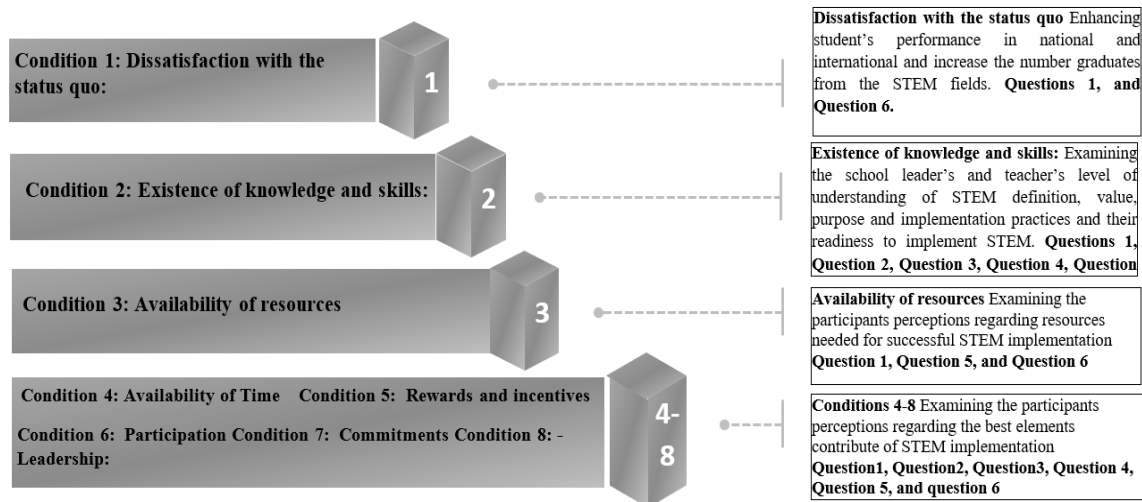 Condition 1: Dissatisfaction with the
status quo:
1
Dissatisfaction with the status quo Enhancing
student's performance in national and
international and increase the number graduates
from the STEM fields. Questions 1, and
Question 6.
Condition 2: Existence of knowledge and skills:
2
Existence of knowledge and skills: Examining
the school leader's and teacher's level of
understanding of STEM definition, value,
purpose and implementation practices and their
readiness to implement STEM. Questions 1,
Question 2, Question 3, Question 4, Question
Condition 3: Availability of resources
3
Availability of resources Examining the
participants perceptions regarding resources
needed for successful STEM implementation
Question 1, Question 5, and Question 6
Condition 4: Availability of Time Condition 5: Rewards and incentives
Condition 6: Participation Condition 7: Commitments Condition 8: -
Leadership:
4-
8
Conditions 4-8 Examining the participants
perceptions regarding the best elements
contribute of STEM implementation
Question1, Question2, Question3, Question 4,
Question 5, and question 6